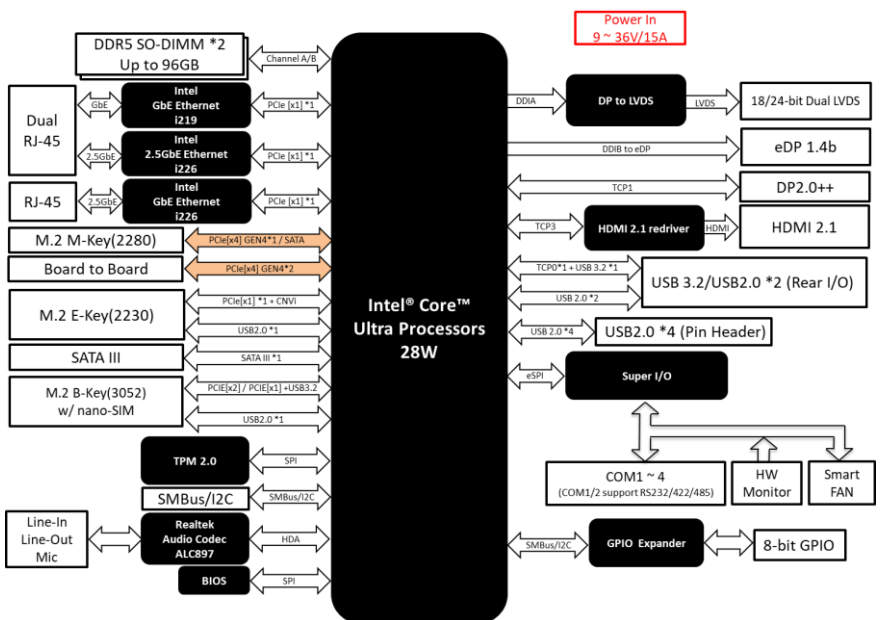 Power In
9 ~ 36V/15A
DDR5 SO-DIMM *2
Up to 96GB
Channel A/B
Dual
RJ-45
GbE
Intel
GbE Ethernet
i219
PCIe [x1] *1
2.5GbE
Intel
2.5GbE Ethernet
i226
PCIe [x1] *1
RJ-45
2.5GbE
Intel
GbE Ethernet
i226
PCIe [x1] *1
M.2 M-Key(2280)
PCIe[x4] GEN4*1 / SATA
Board to Board
PCIe[x4] GEN4*2
M.2 E-Key(2230)
PCIe[x1] *1 + CNVI
USB2.0 *1
SATA III
SATA III *1
M.2 B-Key(3052)
w/ nano-SIM
PCIE[x2] / PCIE[x1] +USB3.2
USB2.0 *1
TPM 2.0
SPI
SMBus/I2C
SMBus/I2C
Line-In
Line-Out
Mic
Realtek
Audio Codec
ALC897
HDA
BIOS
SPI
Intel® Core™
Ultra Processors
28W
DDIA
DP to LVDS
LVDS
18/24-bit Dual LVDS
DDIB to eDP
eDP 1.4b
TCP1
DP2.0++
TCP3
HDMI 2.1 redriver
HDMI
HDMI 2.1
TCP0*1 + USB 3.2 *1
USB 2.0 *2
USB 3.2/USB2.0 *2 (Rear I/O)
USB 2.0 *4
USB2.0 *4 (Pin Header)
eSPI
Super I/O
COM1 ~ 4
(COM1/2 support RS232/422/485)
HW
Monitor
Smart
FAN
SMBus/I2C
GPIO Expander
8-bit GPIO